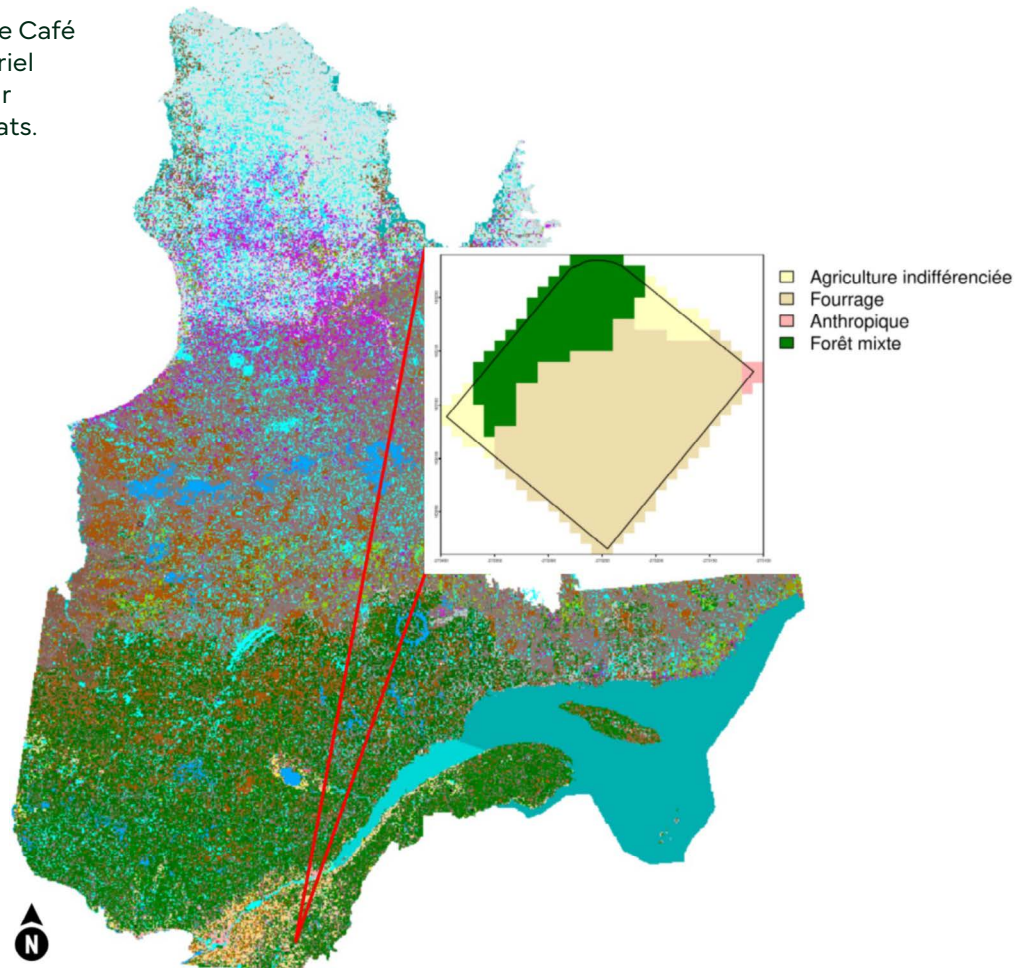 e Café
riel
r
ats.
Agriculture indifférenciée
Fourrage
Anthropique
Forêt mixte
N